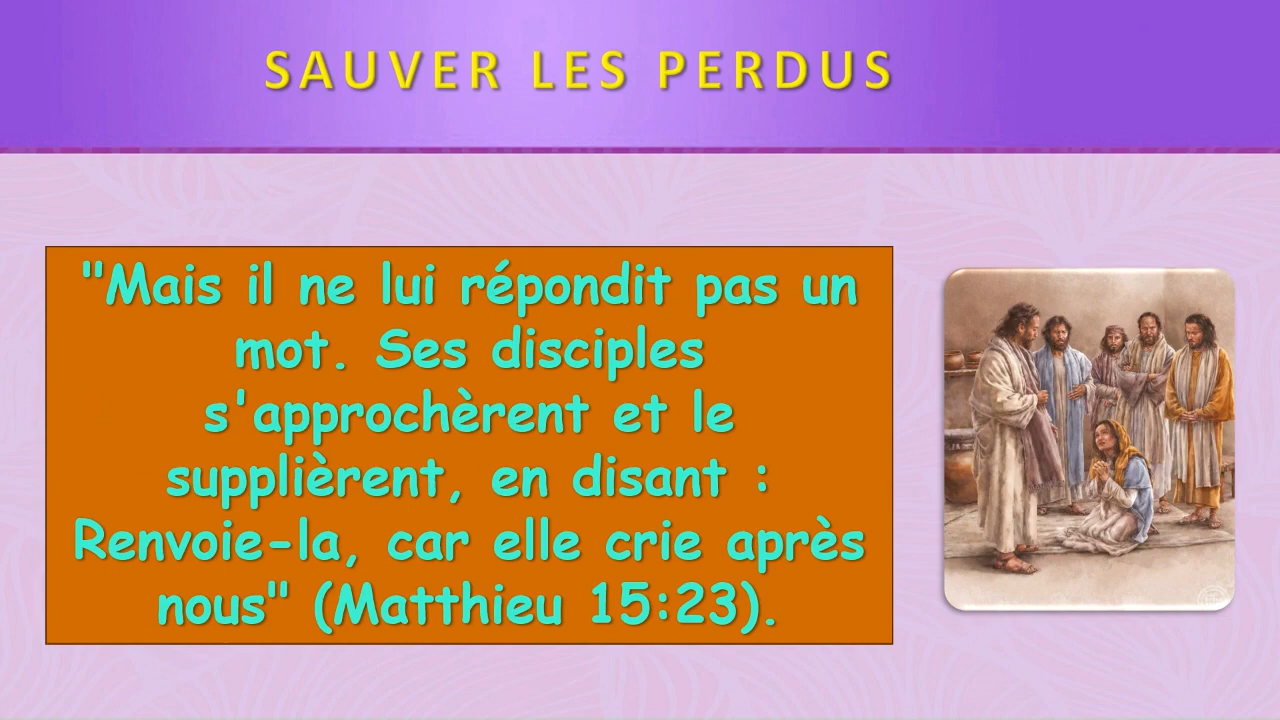 SAUVER LES PERDUS
"Mais il ne lui répondit pas un
mot. Ses disciples
s'approchèrent et le
supplièrent, en disant :
Renvoie-la, car elle crie après
nous" (Matthieu 15:23).